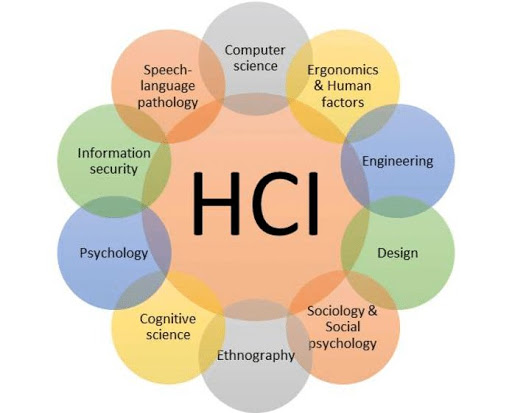 Computer
science
Ergonomics
& Human
factors
Engineering
Design
Sociology &
Social
psychology
Ethnography
Cognitive
science
Psychology
Information
security
Speech-
language
pathology
HCI